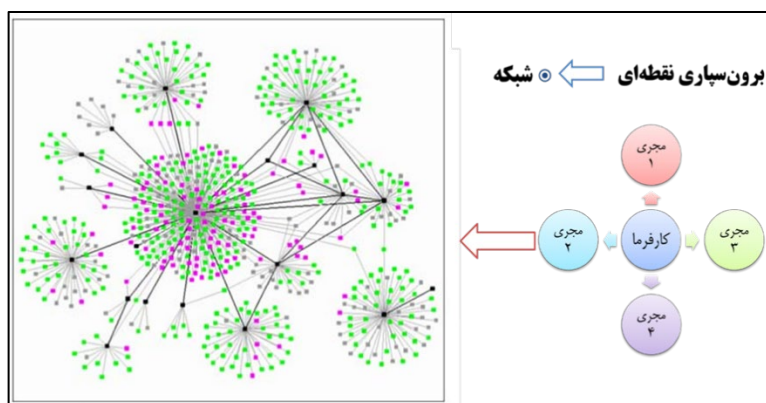 برون‌سپاری نقطه‌ای
شبکه
مجری
۱
مجری
۲
کارفرما
مجری
۳
مجری
۴